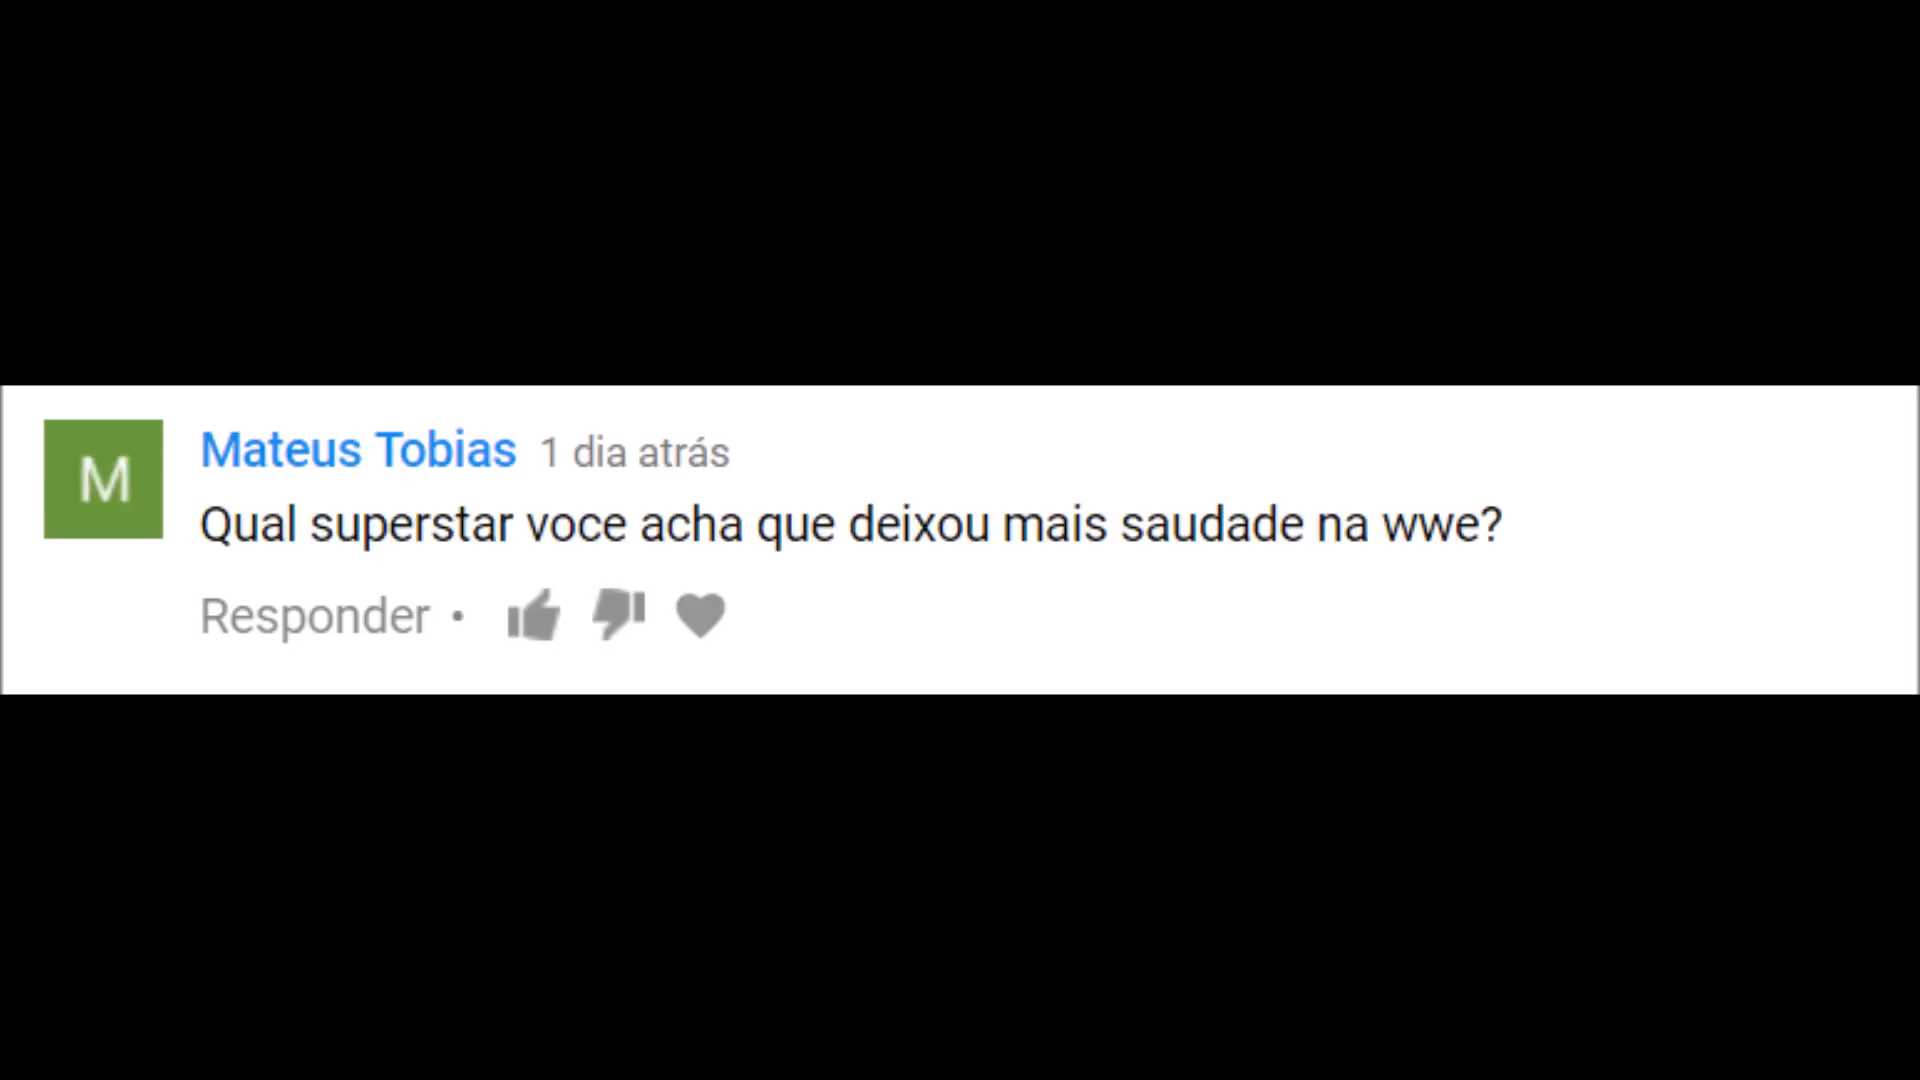 M
Mateus Tobias 1 dia atrás
Qual superstar voce acha que deixou mais saudade na wwe?
Responder •